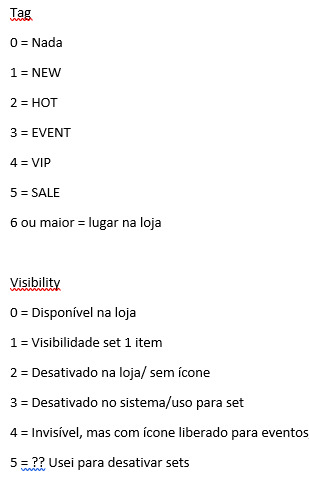 Tag
0 = Nada
1 = NEW
2 = HOT
3 = EVENT
4 = VIP
5 = SALE
6 ou maior = lugar na loja
Visibility
0 = Disponível na loja
1 = Visibilidade set 1 item
2 = Desativado na loja/ sem ícone
3 = Desativado no sistema/uso para set
4 = Invisível, mas com ícone liberado para eventos
5 = ?? Usei para desativar sets